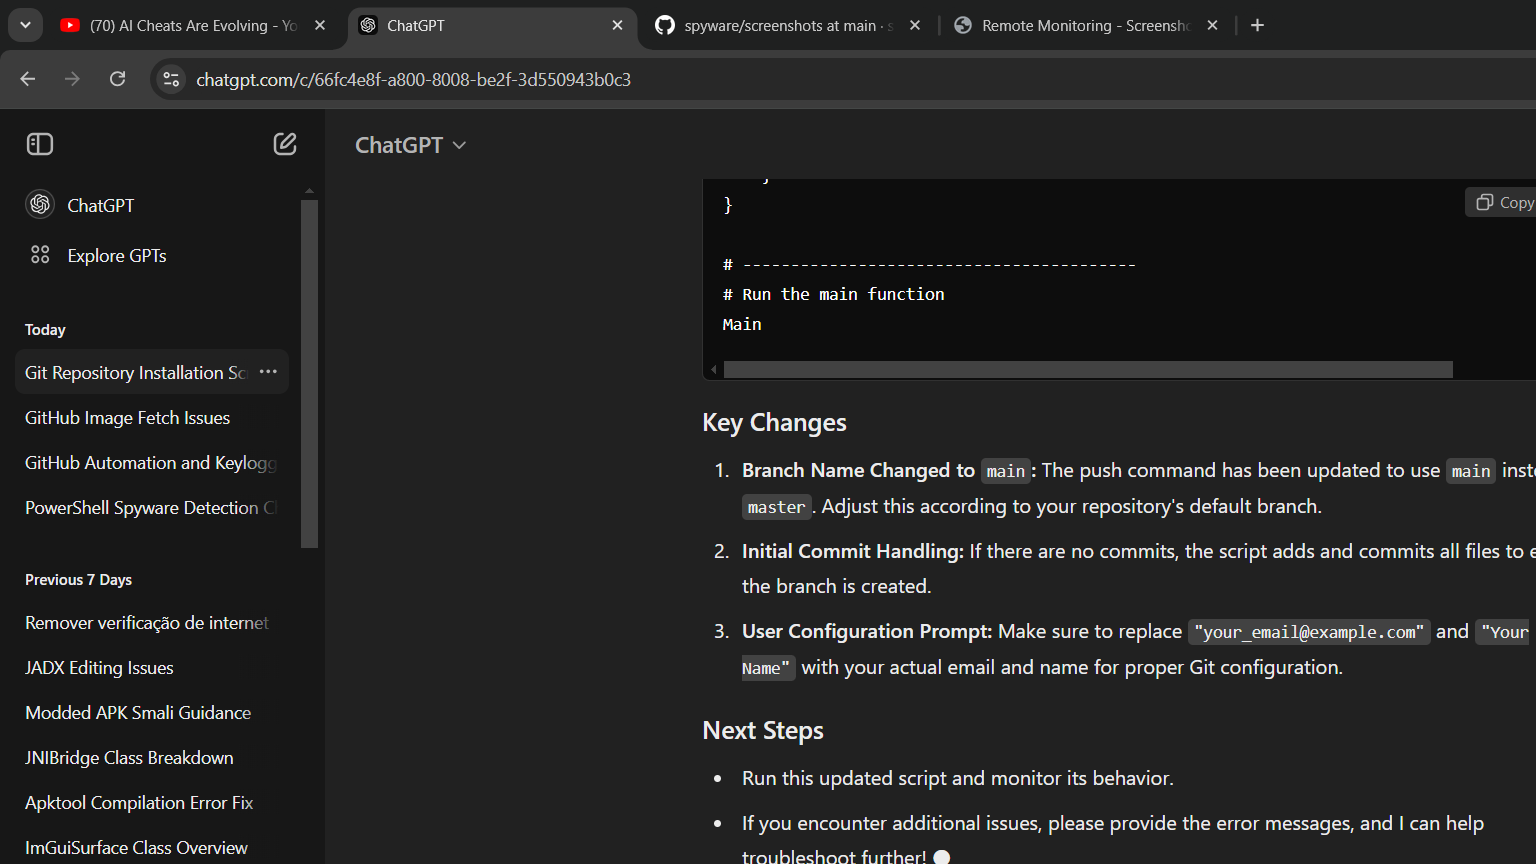 (70) AI Cheats Are Evolving - Yo
ChatGPT
spyware/screenshots at main · s
Remote Monitoring - Screensho
chatgpt.com/c/66fc4e8f-a800-8008-be2f-3d550943b0c3
ChatGPT
ChatGPT
Explore GPTs
Today
Git Repository Installation Sc
GitHub Image Fetch Issues
GitHub Automation and Keylogg
PowerShell Spyware Detection C
Previous 7 Days
Remover verificação de internet
JADX Editing Issues
Modded APK Smali Guidance
JNIBridge Class Breakdown
Apktool Compilation Error Fix
ImGuiSurface Class Overview
}
Copy
# -----------------------------------------
# Run the main function
Main
Key Changes
1. Branch Name Changed to main: The push command has been updated to use main inst
master. Adjust this according to your repository's default branch.
2. Initial Commit Handling: If there are no commits, the script adds and commits all files to e
the branch is created.
3. User Configuration Prompt: Make sure to replace "your_email@example.com" and "Your
Name" with your actual email and name for proper Git configuration.
Next Steps
• Run this updated script and monitor its behavior.
• If you encounter additional issues, please provide the error messages, and I can help
troubleshoot further!